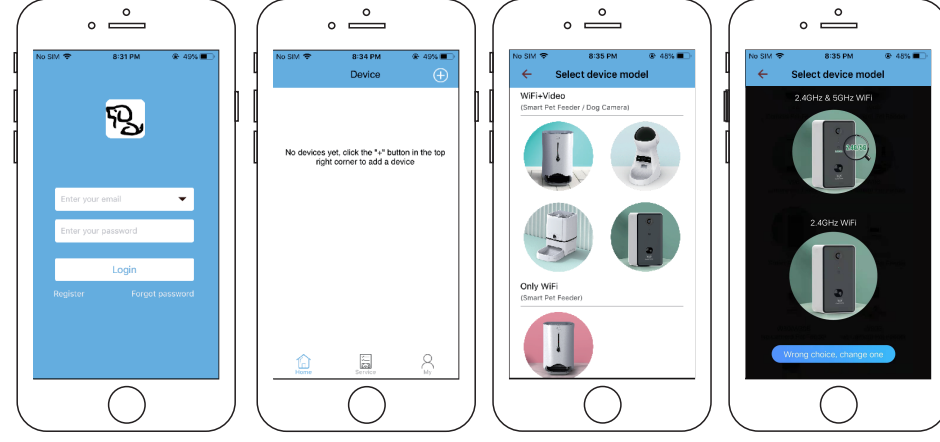 No SIM 8:31 PM 49%
Enter your email
Enter your password
Login
Register Forgot password
No SIM 8:34 PM 49%
Device
No devices yet, click the "+" button in the top
right corner to add a device
Home Service My
No SIM 8:35 PM 48%
Select device model
WiFi+Video
(Smart Pet Feeder / Dog Camera)
Only WiFi
(Smart Pet Feeder)
No SIM 8:35 PM 48%
Select device model
2.4GHz & 5GHz WiFi
2.4GHz WiFi
Wrong choice, change one